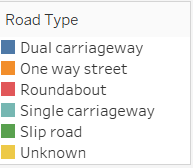 Road Type
Dual carriageway
One way street
Roundabout
Single carriageway
Slip road
Unknown